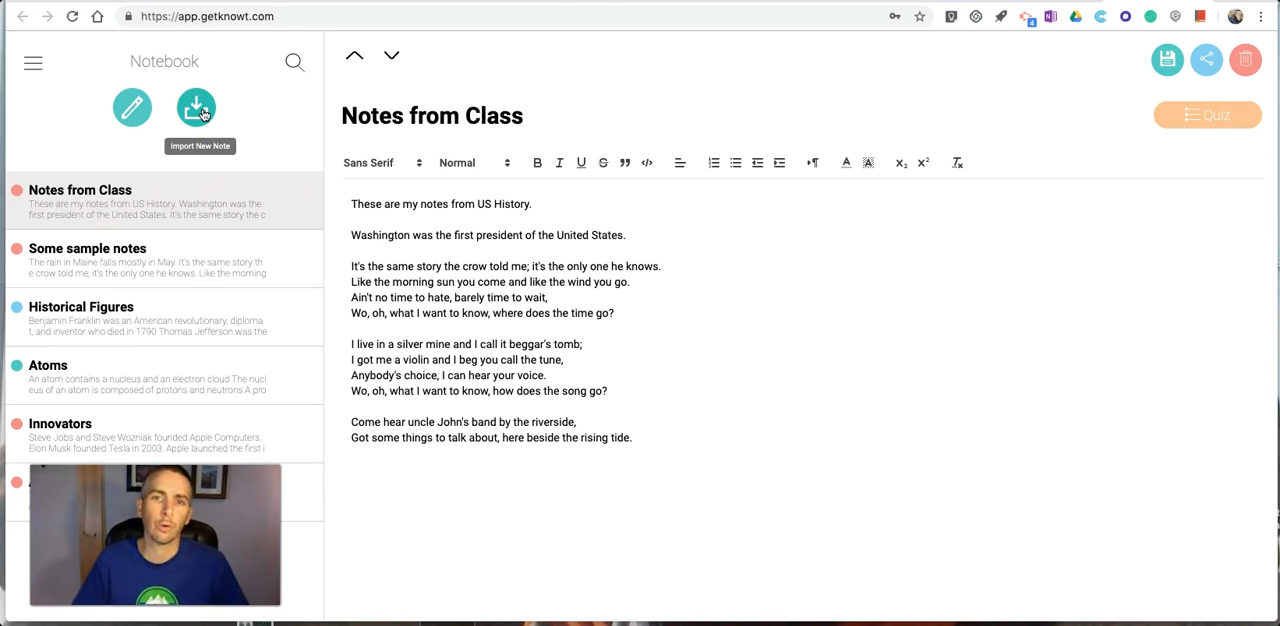 https://app.getknowt.com
4
Notebook
Import New Note
Notes from Class
These are my notes from US History. Washington was the
first president of the United States. It's the same story the c
Some sample notes
The rain in Maine falls mostly in May. It's the same story th
e crow told me; it's the only one he knows. Like the morning
Historical Figures
Benjamin Franklin was an American revolutionary, diploma
t, and inventor who died in 1790 Thomas Jefferson was the
Atoms
An atom contains a nucleus and an electron cloud The nucl
eus of an atom is composed of protons and neutrons A pro
Innovators
Steve Jobs and Steve Wozniak founded Apple Computers.
Elon Musk founded Tesla in 2003. Apple launched the first i
Notes from Class
Quiz
Sans Serif Normal
These are my notes from US History.
Washington was the first president of the United States.
It's the same story the crow told me; it's the only one he knows.
Like the morning sun you come and like the wind you go.
Ain't no time to hate, barely time to wait,
Wo, oh, what I want to know, where does the time go?
I live in a silver mine and I call it beggar's tomb;
I got me a violin and I beg you call the tune,
Anybody's choice, I can hear your voice.
Wo, oh, what I want to know, how does the song go?
Come hear uncle John's band by the riverside,
Got some things to talk about, here beside the rising tide.